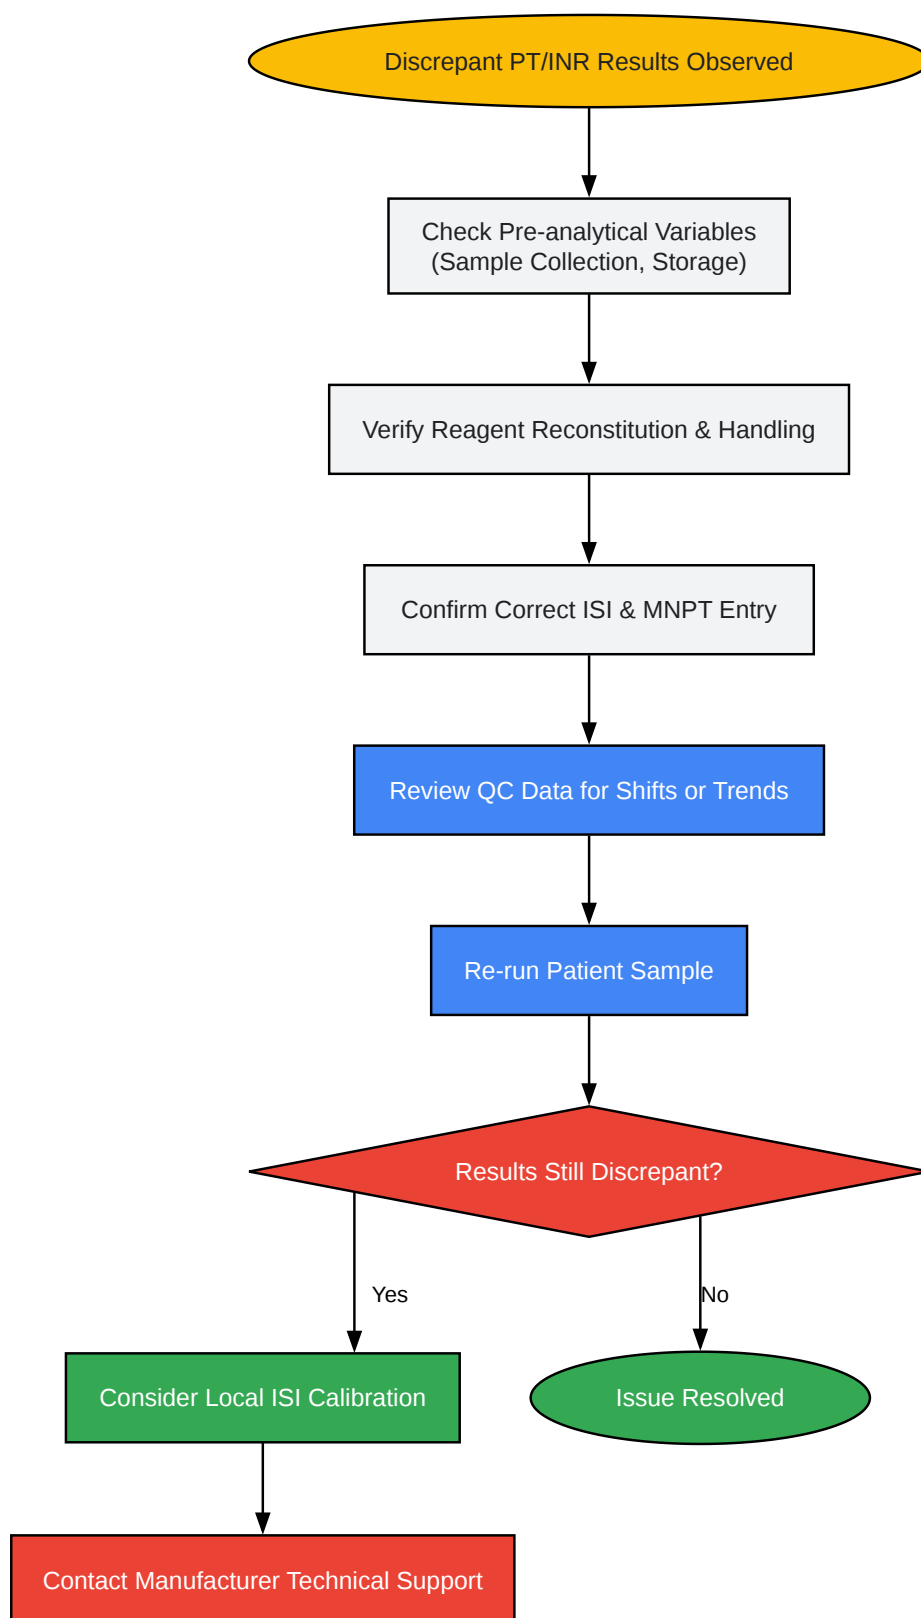 Discrepant PT/INR Results Observed
Check Pre-analytical Variables
(Sample Collection, Storage)
Verify Reagent Reconstitution & Handling
Confirm Correct ISI & MNPT Entry
Review QC Data for Shifts or Trends
Re-run Patient Sample
Results Still Discrepant?
Yes
No
Consider Local ISI Calibration
Issue Resolved
Contact Manufacturer Technical Support